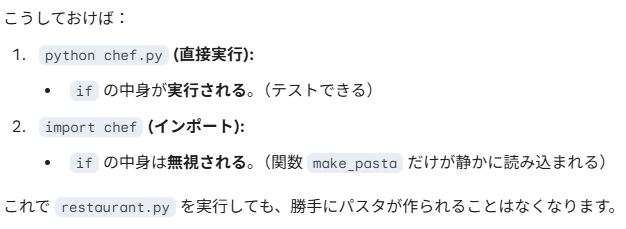 こうしておけば：
1. python chef.py (直接実行):
• if の中身が実行される。（テストできる）
2. import chef (インポート):
• if の中身は無視される。（関数 make_pasta だけが静かに読み込まれる）
これで restaurant.py を実行しても、勝手にパスタが作られることはなくなります。